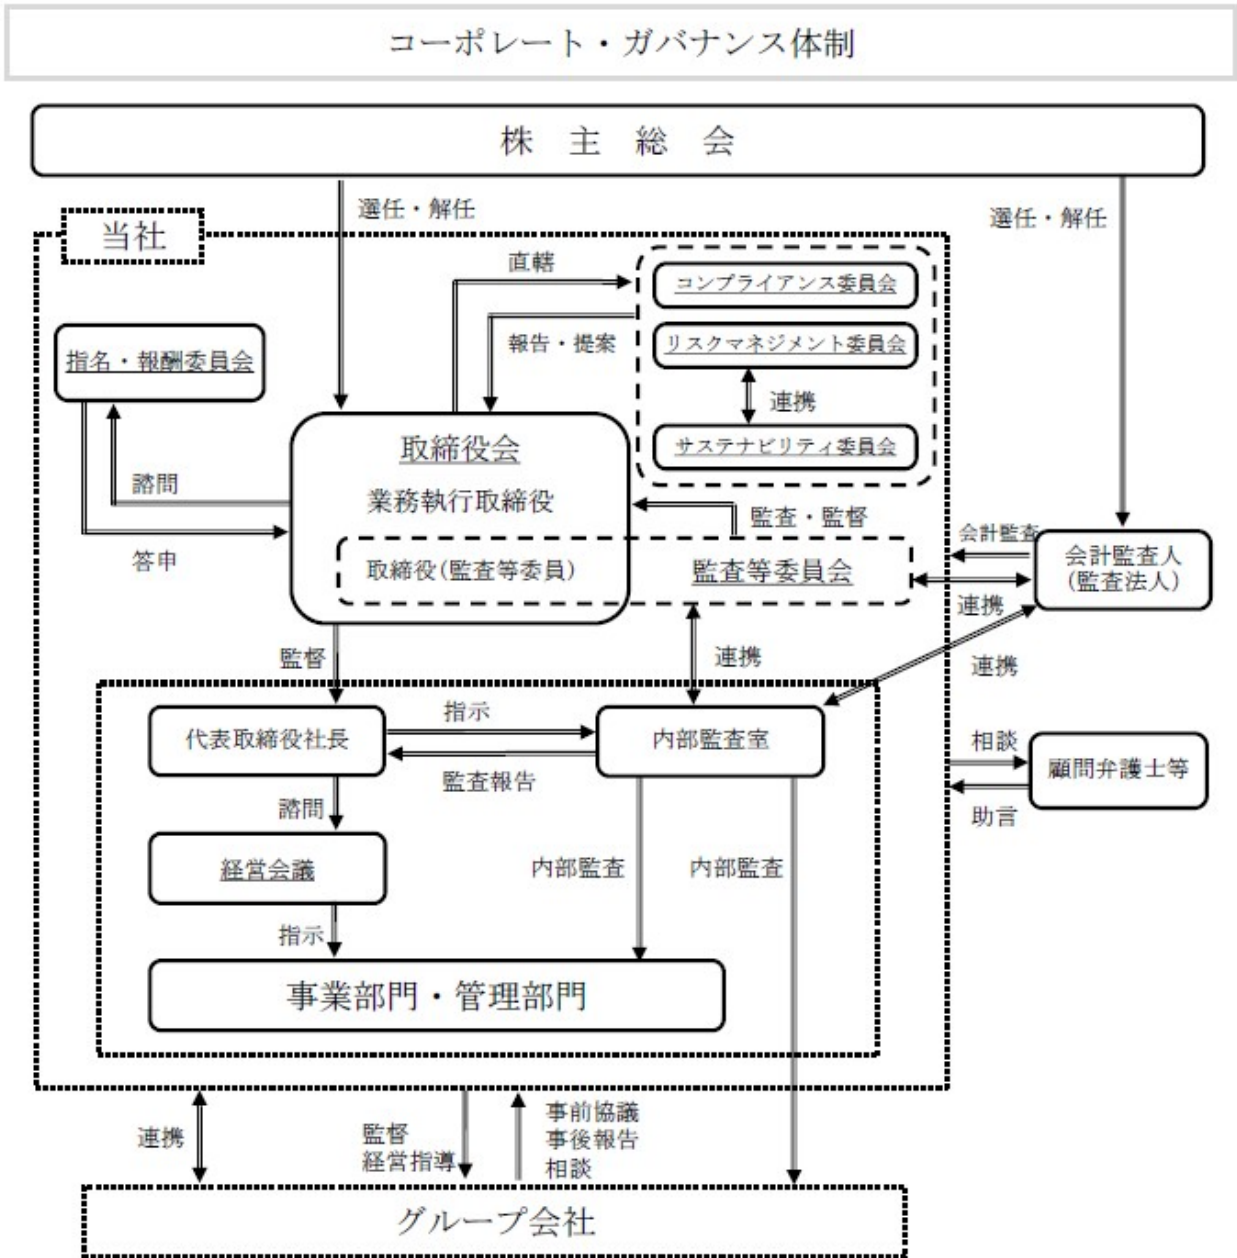 コーポレート・ガバナンス体制
株主総会
選任・解任
選任・解任
当社
直轄
コンプライアンス委員会
指名・報酬委員会
報告・提案
リスクマネジメント委員会
連携
取締役会
サステナビリティ委員会
諮問
業務執行取締役
監査・監督
答申
取締役(監査等委員)
監査等委員会
会計監査
会計監査人
(監査法人)
連携
監督
連携
連携
代表取締役社長
指示
内部監査室
監査報告
相談
顧問弁護士等
助言
諮問
経営会議
内部監査
内部監査
指示
事業部門・管理部門
連携
監督
経営指導
事前協議
事後報告
相談
グループ会社